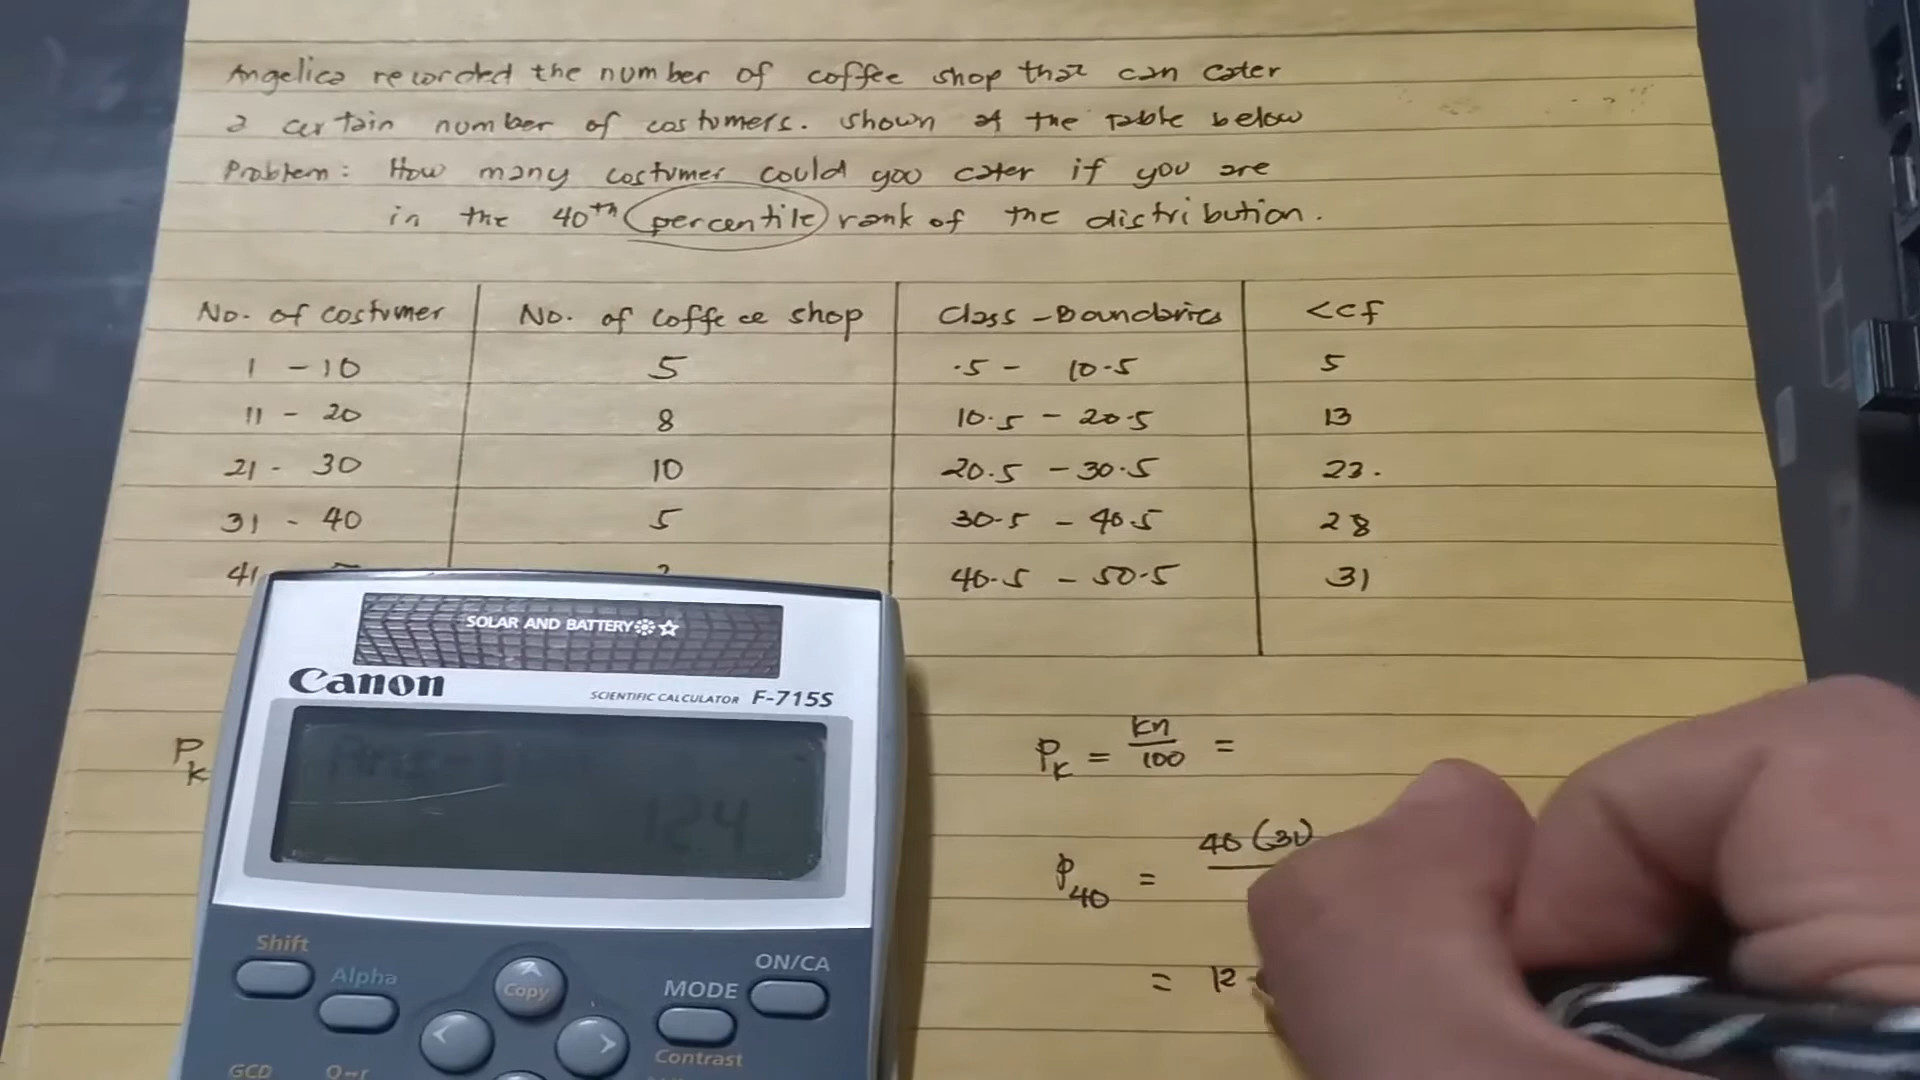 Angelica recorded the number of coffee shop that can cater
a certain number of costumers. shown at the table below
Problem: How many costumer could you cater if you are
in the 40th percentile rank of the distribution.
No. of costumer No. of coffee shop Class-Boundaries <cf
1 - 10 5 .5 - 10.5 5
11 - 20 8 10.5 - 20.5 13
21 - 30 10 20.5 - 30.5 23.
31 - 40 5 30.5 - 40.5 28
41 40.5 - 50.5 31
SOLAR AND BATTERY
Canon
SCIENTIFIC CALCULATOR F-715S
124
Pk
Pk = kn/100 =
P40 = 40(31)
= 12
Shift
Alpha
Copy
MODE
ON/CA
Contrast
GCD